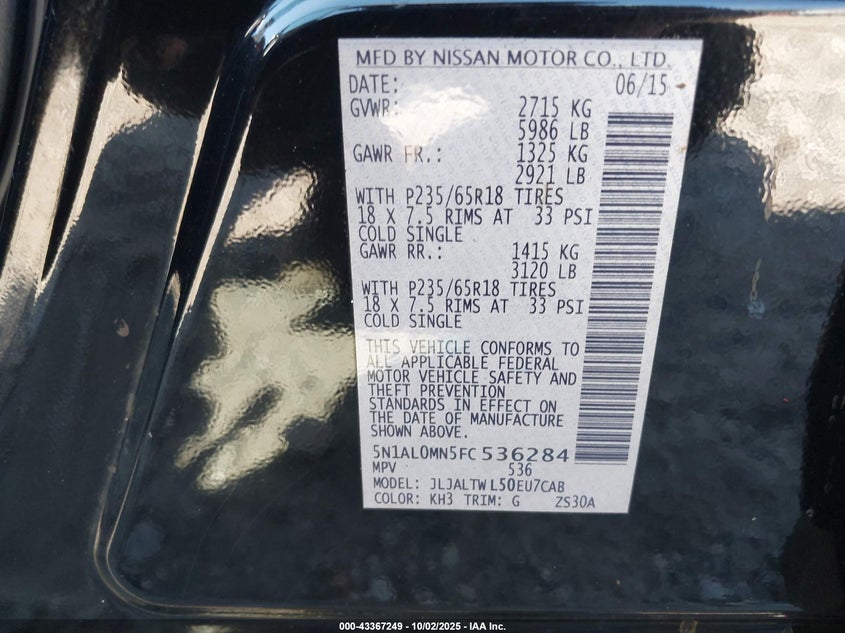 MFD BY NISSAN MOTOR CO., LTD.
DATE: 06/15
GVWR: 2715 KG
5986 LB
GAWR FR.: 1325 KG
2921 LB
WITH P235/65R18 TIRES
18 X 7.5 RIMS AT 33 PSI
COLD SINGLE
GAWR RR.: 1415 KG
3120 LB
WITH P235/65R18 TIRES
18 X 7.5 RIMS AT 33 PSI
COLD SINGLE
THIS VEHICLE CONFORMS TO
ALL APPLICABLE FEDERAL
MOTOR VEHICLE SAFETY AND
THEFT PREVENTION
STANDARDS IN EFFECT ON
THE DATE OF MANUFACTURE
SHOWN ABOVE.
5N1AL0MN5FC 536284
MPV 536
MODEL: JLJALTW L50EU7CAB
COLOR: KH3 TRIM: G ZS30A
000-43367249 - 10/02/2025 - IAA Inc.